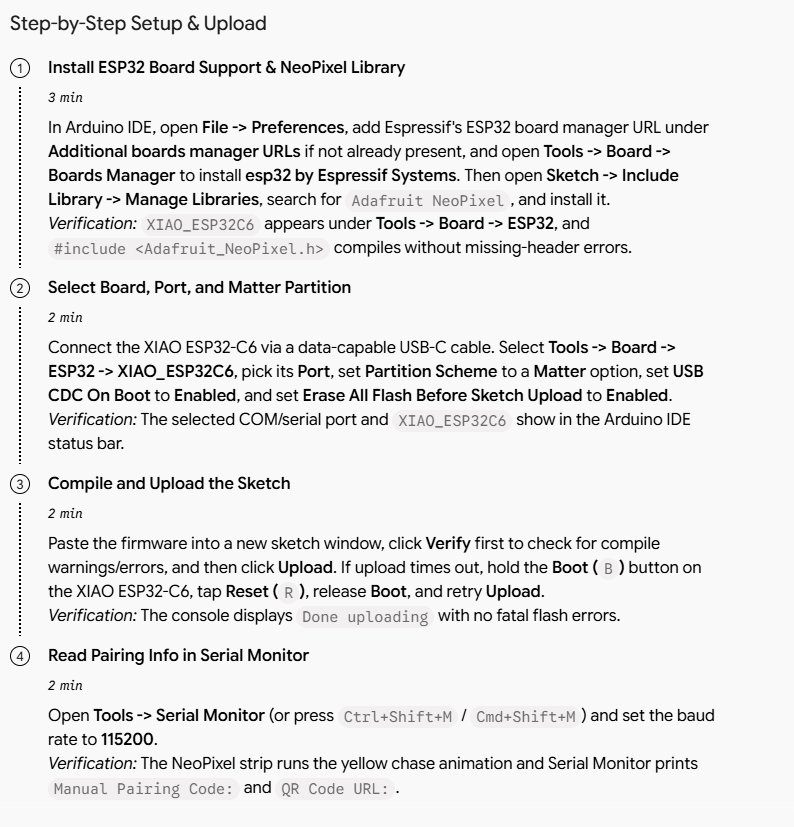 Step-by-Step Setup & Upload
1 Install ESP32 Board Support & NeoPixel Library
3 min
In Arduino IDE, open File -> Preferences, add Espressif's ESP32 board manager URL under
Additional boards manager URLs if not already present, and open Tools -> Board ->
Boards Manager to install esp32 by Espressif Systems. Then open Sketch -> Include
Library -> Manage Libraries, search for Adafruit NeoPixel , and install it.
Verification: XIAO_ESP32C6 appears under Tools -> Board -> ESP32, and
#include <Adafruit_NeoPixel.h> compiles without missing-header errors.
2 Select Board, Port, and Matter Partition
2 min
Connect the XIAO ESP32-C6 via a data-capable USB-C cable. Select Tools -> Board ->
ESP32 -> XIAO_ESP32C6, pick its Port, set Partition Scheme to a Matter option, set USB
CDC On Boot to Enabled, and set Erase All Flash Before Sketch Upload to Enabled.
Verification: The selected COM/serial port and XIAO_ESP32C6 show in the Arduino IDE
status bar.
3 Compile and Upload the Sketch
2 min
Paste the firmware into a new sketch window, click Verify first to check for compile
warnings/errors, and then click Upload. If upload times out, hold the Boot ( B ) button on
the XIAO ESP32-C6, tap Reset ( R ), release Boot, and retry Upload.
Verification: The console displays Done uploading with no fatal flash errors.
4 Read Pairing Info in Serial Monitor
2 min
Open Tools -> Serial Monitor (or press Ctrl+Shift+M / Cmd+Shift+M ) and set the baud
rate to 115200.
Verification: The NeoPixel strip runs the yellow chase animation and Serial Monitor prints
Manual Pairing Code: and QR Code URL: .